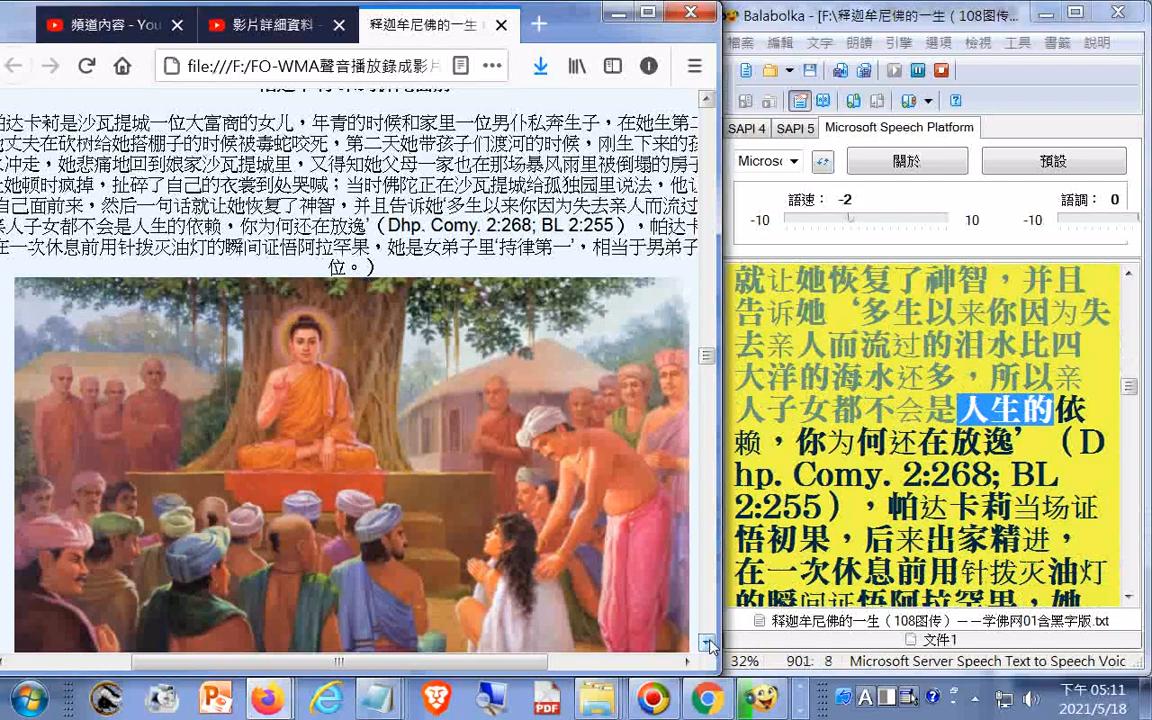 頻道內容 - You
影片詳細資料 -
释迦牟尼佛的一生
file:///F:/FO-WMA聲音播放錄成影片
帕达卡莉是沙瓦提城一位大富商的女儿，年青的时候和家里一位男仆私奔生子，在她生第二
丈夫在砍树给她搭棚子的时候被毒蛇咬死，第二天她带孩子们渡河的时候，刚生下来的孩
冲走，她悲痛地回到娘家沙瓦提城里，又得知她父母一家也在那场暴风雨里被倒塌的房子
让她顿时疯掉，扯碎了自己的衣裳到处哭喊；当时佛陀正在沙瓦提城给孤独园里说法，他让
自己面前来，然后一句话就让她恢复了神智，并且告诉她‘多生以来你因为失去亲人而流过
亲人子女都不会是人生的依赖，你为何还在放逸’（Dhp. Comy. 2:268; BL 2:255），帕达卡
在一次休息前用针拨灭油灯的瞬间证悟阿拉罕果，她是女弟子里‘持律第一’，相当于男弟子
位。）
Balabolka - [F:\释迦牟尼佛的一生（108图传）...
檔案 編輯 文字 朗讀 引擎 選項 檢視 工具 書籤 說明
SAPI 4 SAPI 5 Microsoft Speech Platform
Microso 關於 預設
語速： -2 語調： 0
-10 10 -10
就让她恢复了神智，并且
告诉她‘多生以来你因为失
去亲人而流过的泪水比四
大洋的海水还多，所以亲
人子女都不会是人生的依
赖，你为何还在放逸’（D
hp. Comy. 2:268; BL
2:255），帕达卡莉当场证
悟初果，后来出家精进，
在一次休息前用针拨灭油灯
的瞬间证悟阿拉罕果，她
释迦牟尼佛的一生（108图传）——学佛网01含黑字版.txt
文件1
32% 901: 8 Microsoft Server Speech Text to Speech Voic
下午 05:11
2021/5/18